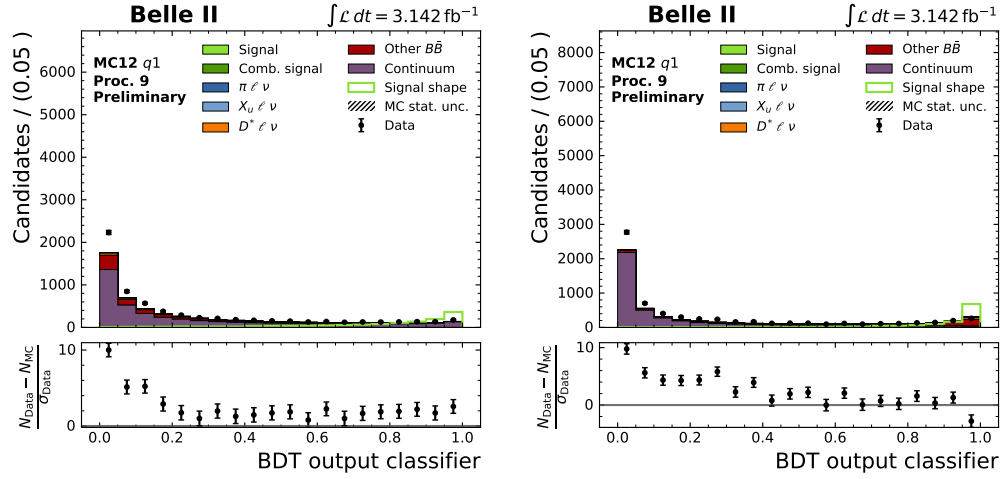 Belle II
∫ℒ dt = 3.142 fb⁻¹
MC12 q1
Proc. 9
Preliminary
Signal
Comb. signal
π ℓ ν
Xᵤ ℓ ν
D* ℓ ν
Other BB̄
Continuum
Signal shape
MC stat. unc.
Data
Candidates / (0.05 )
6000
5000
4000
3000
2000
1000
0
(N_Data − N_MC) / σ_Data
10
0
0.0 0.2 0.4 0.6 0.8 1.0
BDT output classifier
Belle II
∫ℒ dt = 3.142 fb⁻¹
MC12 q1
Proc. 9
Preliminary
Signal
Comb. signal
π ℓ ν
Xᵤ ℓ ν
D* ℓ ν
Other BB̄
Continuum
Signal shape
MC stat. unc.
Data
Candidates / (0.05 )
8000
7000
6000
5000
4000
3000
2000
1000
0
(N_Data − N_MC) / σ_Data
10
0
0.0 0.2 0.4 0.6 0.8 1.0
BDT output classifier